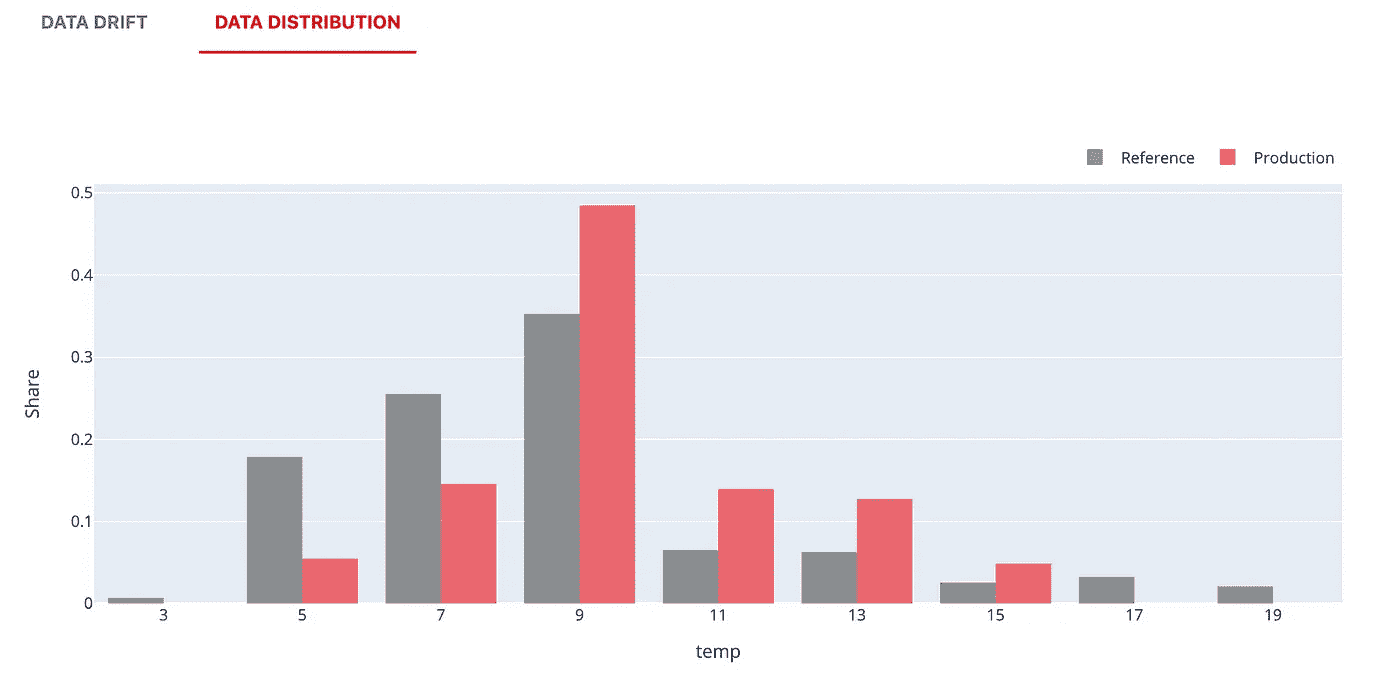 DATA DRIFT DATA DISTRIBUTION
Reference Production
0.5
0.4
0.3
0.2
0.1
0
Share
3 5 7 9 11 13 15 17 19
temp